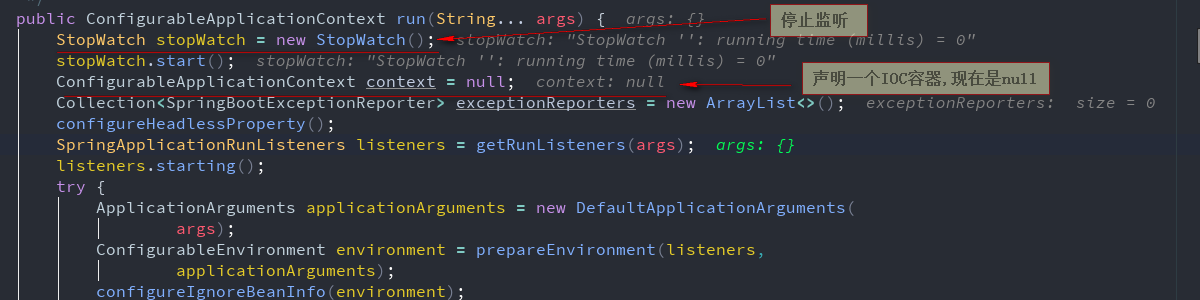 */
public ConfigurableApplicationContext run(String... args) {  args: {}
停止监听
StopWatch stopWatch = new StopWatch();  stopWatch: "StopWatch '': running time (millis) = 0"
stopWatch.start();  stopWatch: "StopWatch '': running time (millis) = 0"
ConfigurableApplicationContext context = null;  context: null
声明一个IOC容器,现在是null
Collection<SpringBootExceptionReporter> exceptionReporters = new ArrayList<>();  exceptionReporters:  size = 0
configureHeadlessProperty();
SpringApplicationRunListeners listeners = getRunListeners(args);  args: {}
listeners.starting();
try {
ApplicationArguments applicationArguments = new DefaultApplicationArguments(
args);
ConfigurableEnvironment environment = prepareEnvironment(listeners,
applicationArguments);
configureIgnoreBeanInfo(environment);